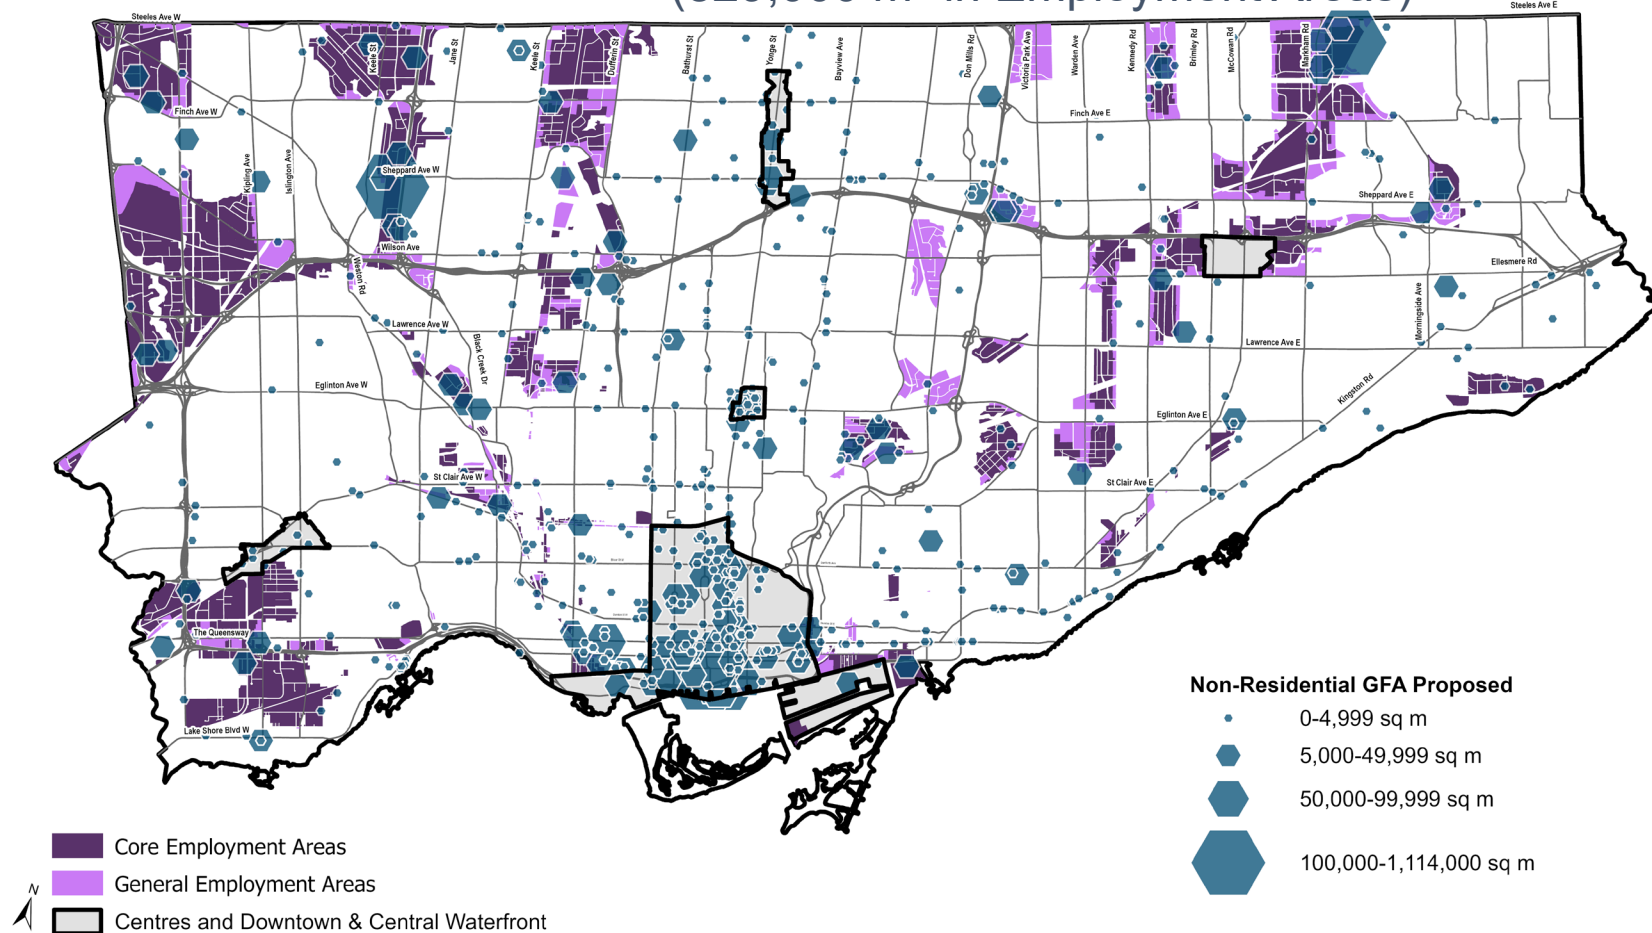 Steeles Ave E
Steeles Ave W
Keele St
Jane St
Keele St
Dufferin St
Bathurst St
Yonge St
Bayview Ave
Don Mills Rd
Victoria Park Ave
Warden Ave
Kennedy Rd
Brimley Rd
McCowan Rd
Markham Rd
Finch Ave W
Finch Ave E
Kipling Ave
Islington Ave
Sheppard Ave W
Sheppard Ave E
Wilson Ave
Weston Rd
Ellesmere Rd
Morningside Ave
Lawrence Ave W
Black Creek Dr
Lawrence Ave E
Eglinton Ave W
Kingston Rd
Eglinton Ave E
St Clair Ave W
St Clair Ave E
The Queensway
Lake Shore Blvd W
Non-Residential GFA Proposed
0-4,999 sq m
5,000-49,999 sq m
50,000-99,999 sq m
100,000-1,114,000 sq m
Core Employment Areas
General Employment Areas
N
Centres and Downtown & Central Waterfront